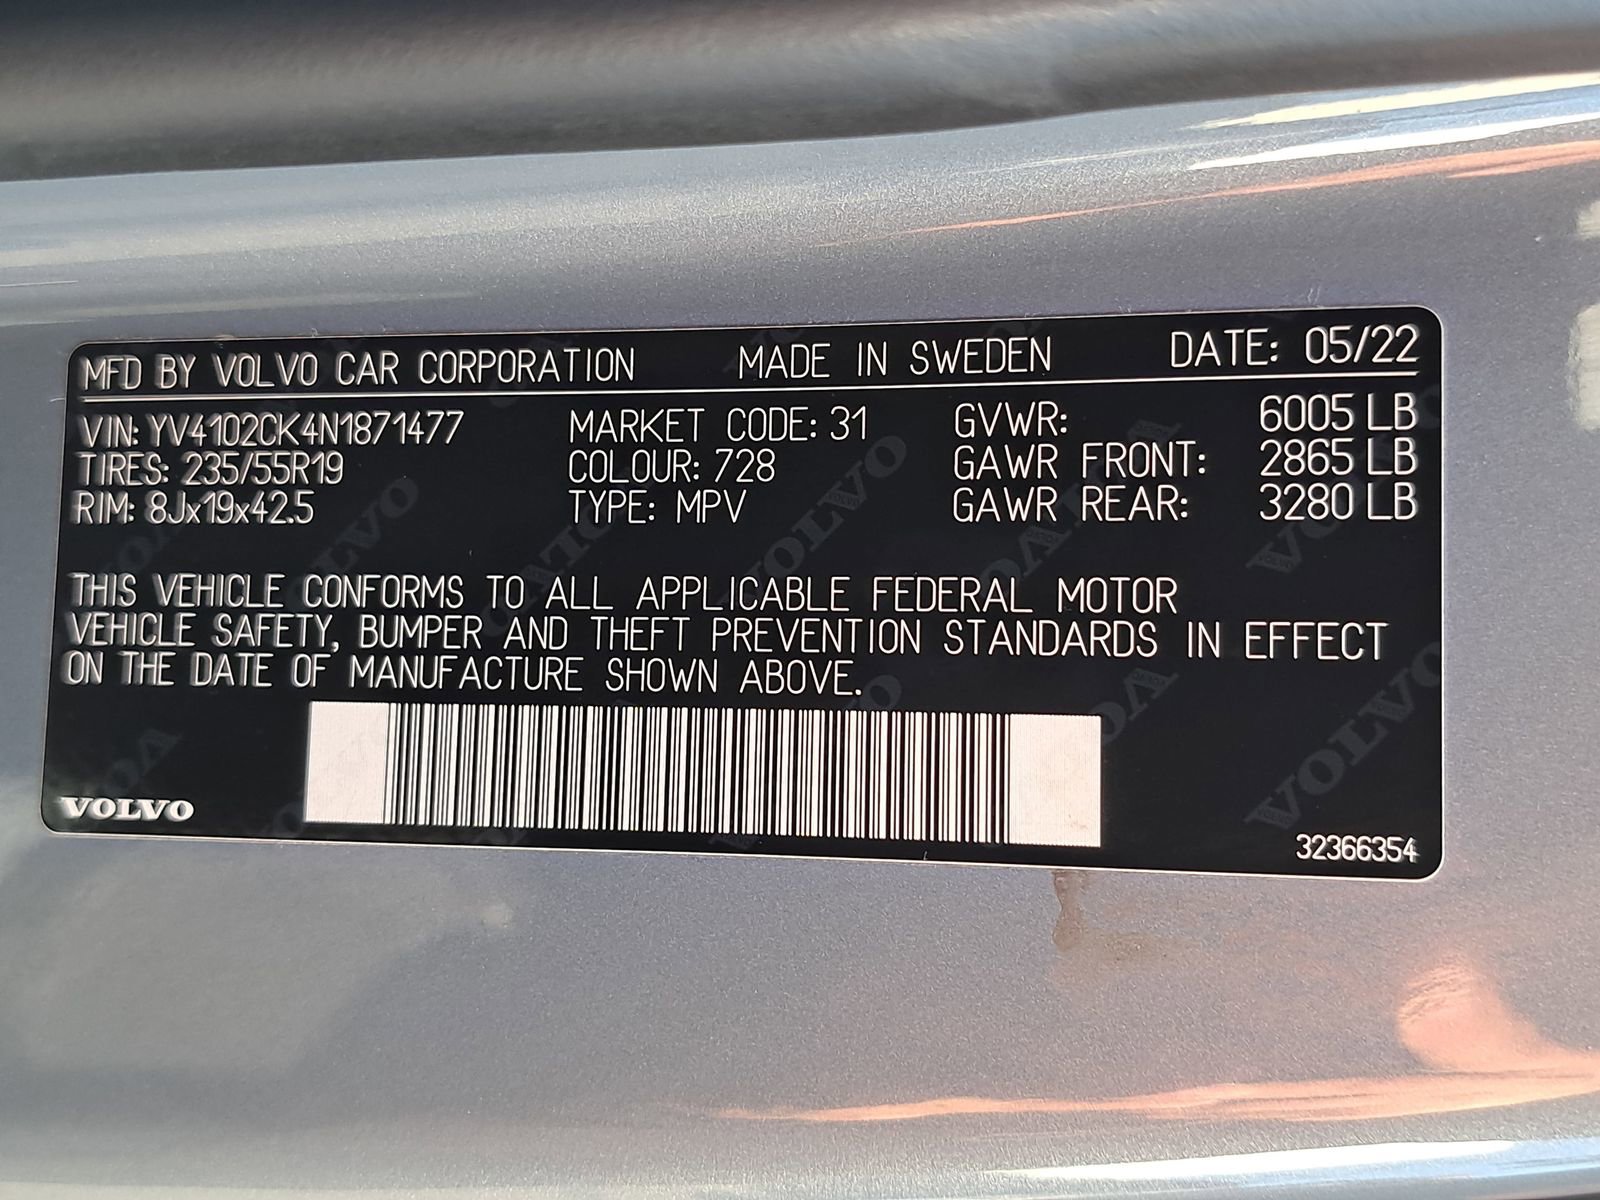 MFD BY VOLVO CAR CORPORATION MADE IN SWEDEN DATE: 05/22
VIN: YV4102CK4N1871477 MARKET CODE: 31 GVWR: 6005 LB
TIRES: 235/55R19 COLOUR: 728 GAWR FRONT: 2865 LB
RIM: 8Jx19x42.5 TYPE: MPV GAWR REAR: 3280 LB
THIS VEHICLE CONFORMS TO ALL APPLICABLE FEDERAL MOTOR
VEHICLE SAFETY, BUMPER AND THEFT PREVENTION STANDARDS IN EFFECT
ON THE DATE OF MANUFACTURE SHOWN ABOVE.
VOLVO
32366354